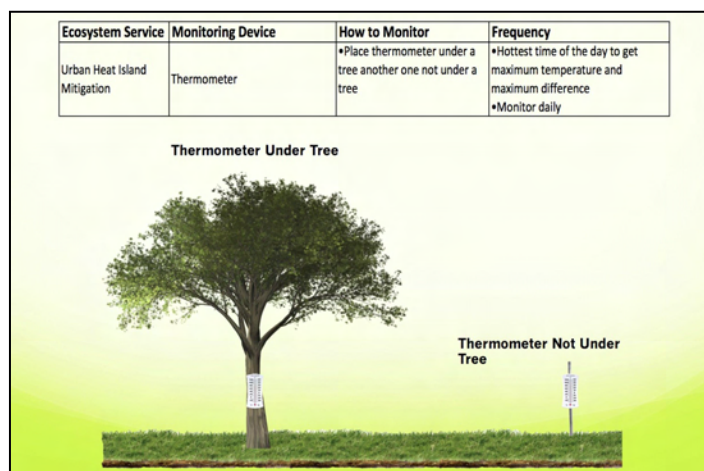 Ecosystem Service Monitoring Device How to Monitor Frequency
Urban Heat Island
Mitigation
Thermometer
•Place thermometer under a
tree another one not under a
tree
•Hottest time of the day to get
maximum temperature and
maximum difference
•Monitor daily
Thermometer Under Tree
Thermometer Not Under
Tree